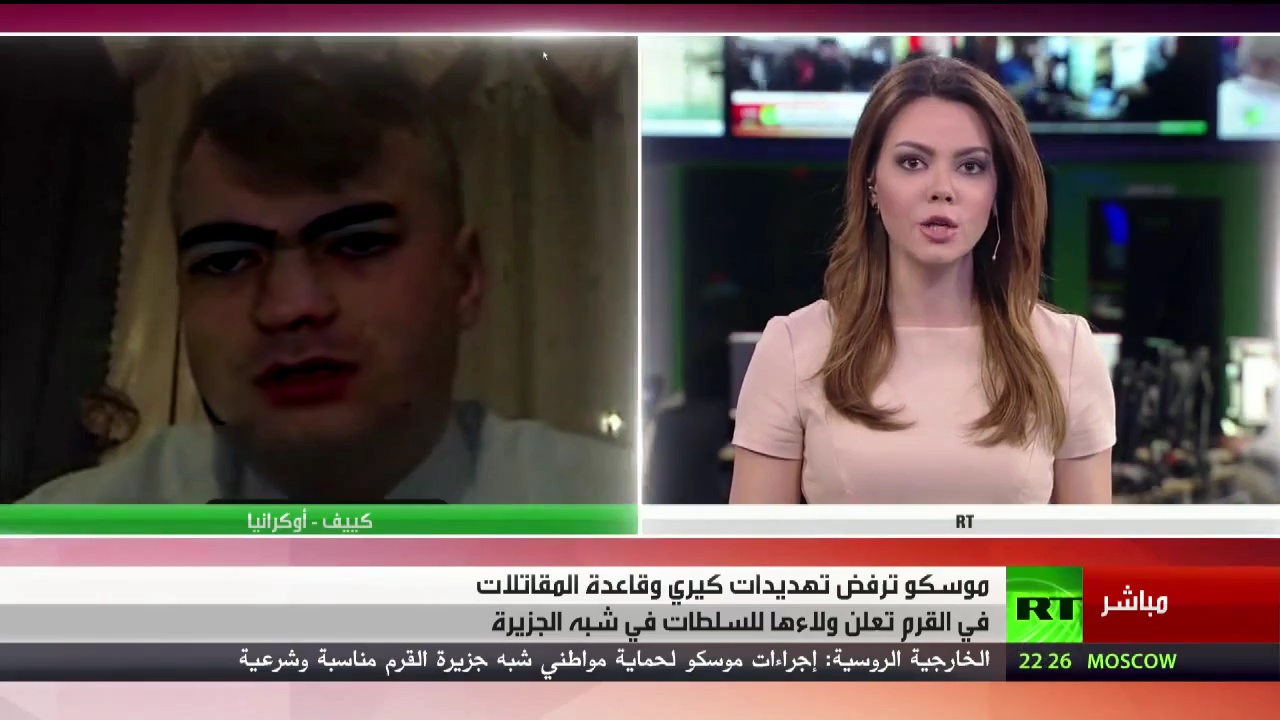 كييف - أوكرانيا
RT
موسكو ترفض تهديدات كيري وقاعدة المقاتلات
في القرم تعلن ولاءها للسلطات في شبه الجزيرة
RT
مباشر
الخارجية الروسية: إجراءات موسكو لحماية مواطني شبه جزيرة القرم مناسبة وشرعية
22 26 MOSCOW